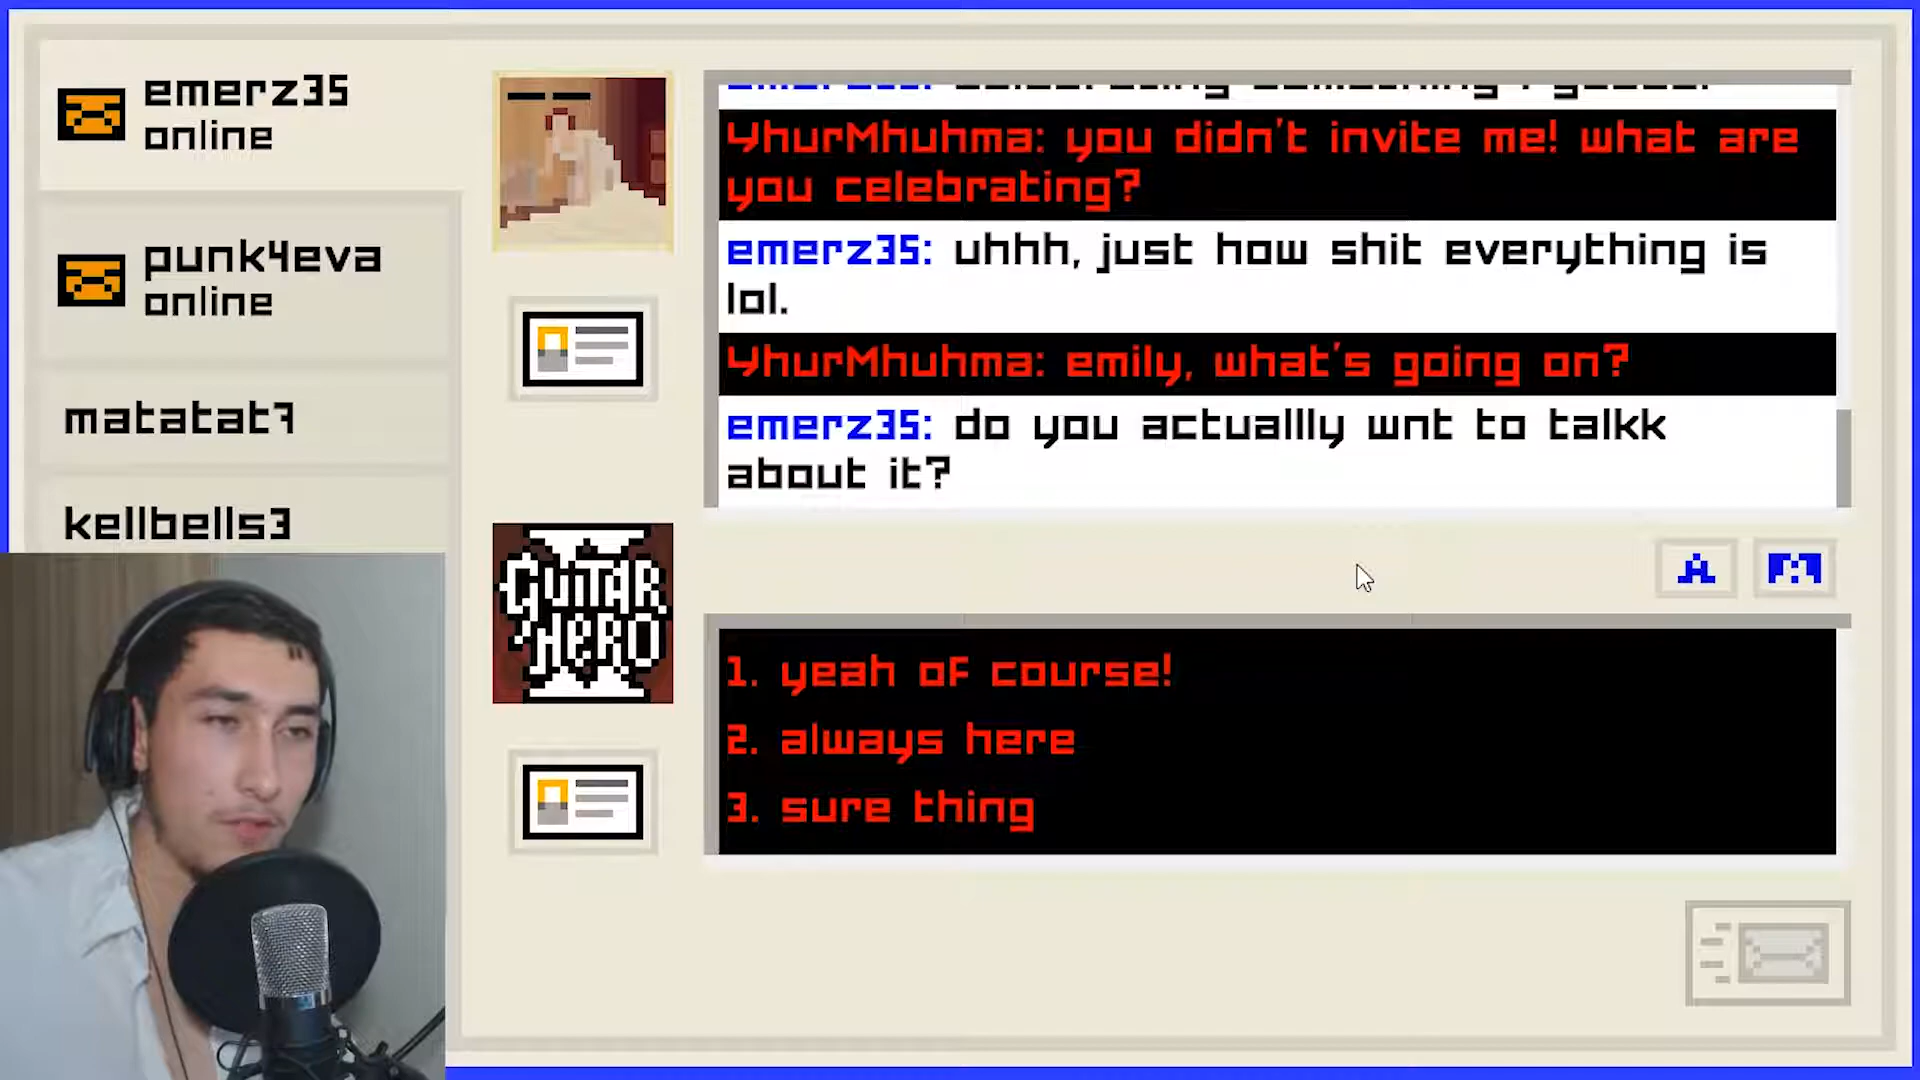 emerz35
online
punk4eva
online
matatat7
kellbells3
YhurMhuhma: you didn't invite me! what are
you celebrating?
emerz35: uhhh, just how shit everything is
lol.
YhurMhuhma: emily, what's going on?
emerz35: do you actuallly wnt to talkk
about it?
GUITAR
HERO
A
1. yeah of course!
2. always here
3. sure thing